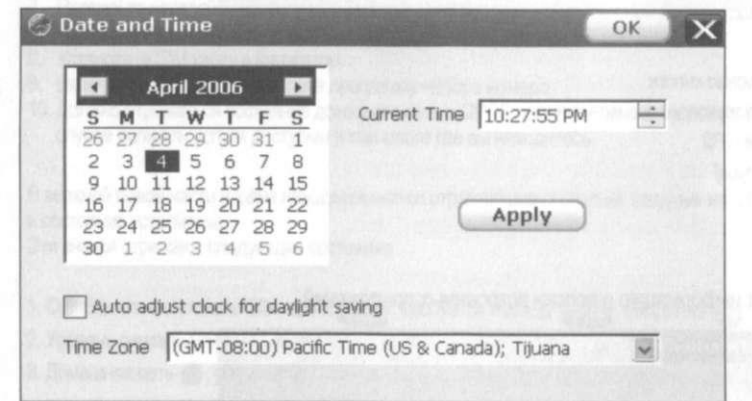 Date and Time OK
April 2006
S M T W T F S
26 27 28 29 30 31 1
2 3 4 5 6 7 8
9 10 11 12 13 14 15
16 17 18 19 20 21 22
23 24 25 26 27 28 29
30 1 2 3 4 5 6
Current Time 10:27:55 PM
Apply
Auto adjust clock for daylight saving
Time Zone (GMT-08:00) Pacific Time (US & Canada); Tijuana